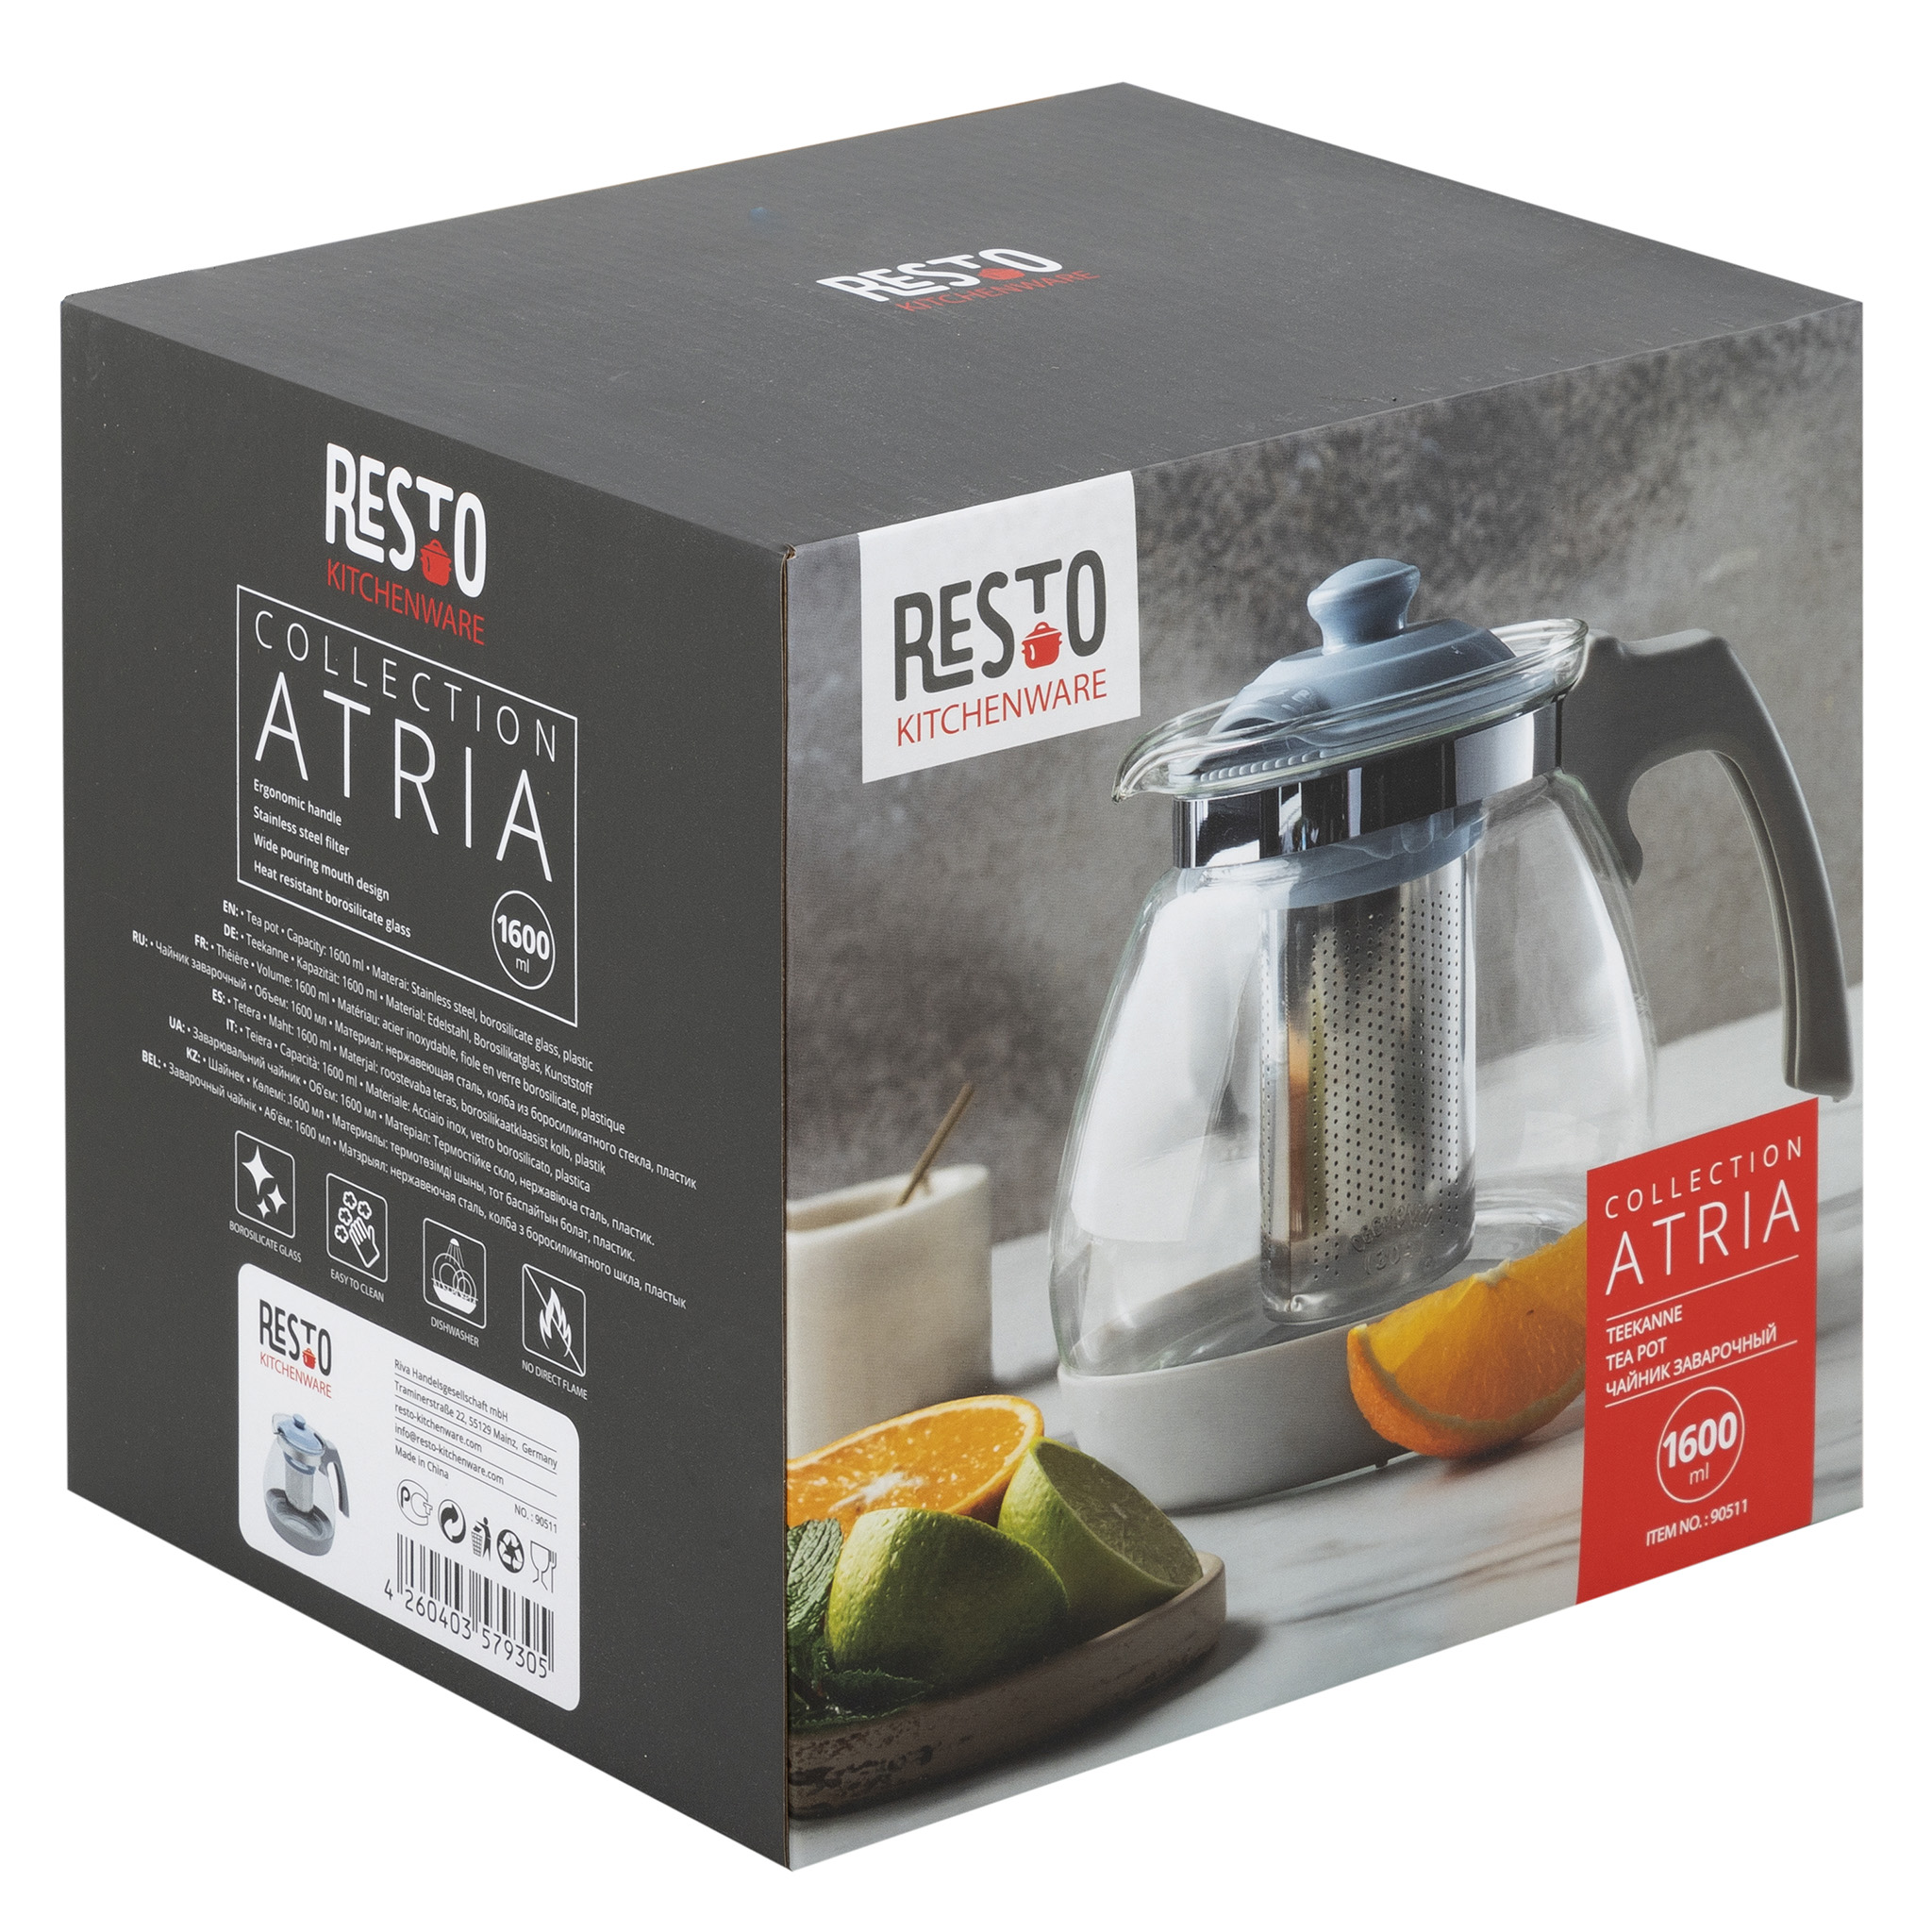 RESTO
KITCHENWARE
RESTO
KITCHENWARE
COLLECTION
ATRIA
Ergonomic handle
Stainless steel filter
Wide pouring mouth design
Heat resistant borosilicate glass
1600
ml
EN: • Tea pot • Capacity: 1600 ml • Materai: Stainless steel, borosilicate glass, plastic
DE: • Teekanne • Kapazität: 1600 ml • Material: Edelstahl, Borosilikatglas, Kunststoff
FR: • Théière • Volume: 1600 ml • Matériau: acier inoxydable, fiole en verre borosilicate, plastique
RU: • Чайник заварочный • Объем: 1600 мл • Материал: нержавеющая сталь, колба из боросиликатного стекла, пластик
ES: • Tetera • Maht: 1600 ml • Materjal: roostevaba teras, borosilikaatklaasist kolb, plastik
IT: • Teiera • Capacità: 1600 ml • Materiale: Acciaio inox, vetro borosilicato, plastica
UA: • Заварювальний чайник • Об'єм: 1600 мл • Матеріал: Термостійке скло, нержавіюча сталь, пластик.
KZ: • Шайнек • Көлемі: 1600 мл • Материалы: термотөзімді шыны, тот баспайтын болат, пластик.
BEL: • Заварочный чайнік • Аб'ём: 1600 мл • Матэрыял: нержавеючая сталь, колба з боросиликатного шкла, пластык
BOROSILICATE GLASS
EASY TO CLEAN
DISHWASHER
NO DIRECT FLAME
RESTO
KITCHENWARE
Riva Handelsgesellschaft mbH
Traminerstraße 22, 55129 Mainz, Germany
resto-kitchenware.com
info@resto-kitchenware.com
Made in China
NO. : 90511
4 260403 579305
RESTO
KITCHENWARE
COLLECTION
ATRIA
TEEKANNE
TEA POT
ЧАЙНИК ЗАВАРОЧНЫЙ
1600
ml
ITEM NO. : 90511